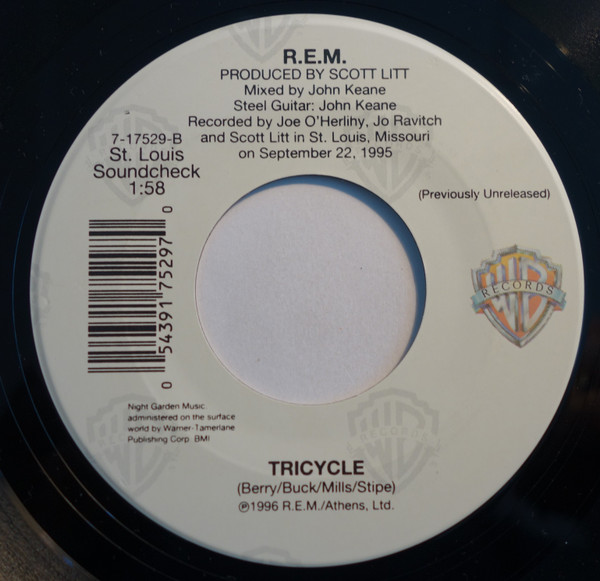 R.E.M.
PRODUCED BY SCOTT LITT
Mixed by John Keane
Steel Guitar: John Keane
Recorded by Joe O'Herlihy, Jo Ravitch
and Scott Litt in St. Louis, Missouri
on September 22, 1995
7-17529-B
St. Louis
Soundcheck
1:58
(Previously Unreleased)
0 54391 75297 0
WB
RECORDS
Night Garden Music
administered on the surface
world by Warner-Tamerlane
Publishing Corp. BMI
TRICYCLE
(Berry/Buck/Mills/Stipe)
℗1996 R.E.M./Athens, Ltd.